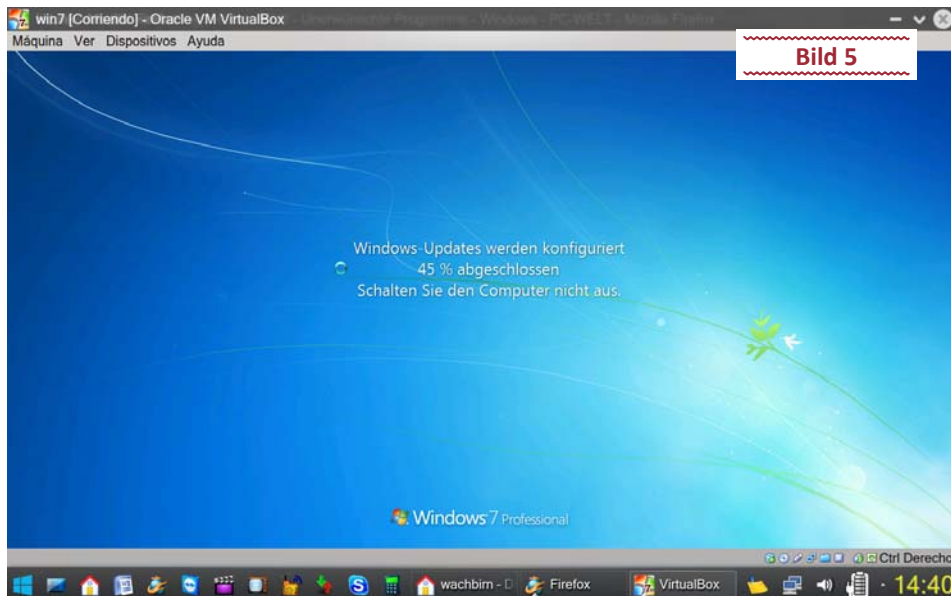 win7 [Corriendo] - Oracle VM VirtualBox
Máquina Ver Dispositivos Ayuda
Bild 5
Windows-Updates werden konfiguriert
45 % abgeschlossen
Schalten Sie den Computer nicht aus.
Windows 7 Professional
Ctrl Derecho
wachbim - D Firefox VirtualBox 14:40